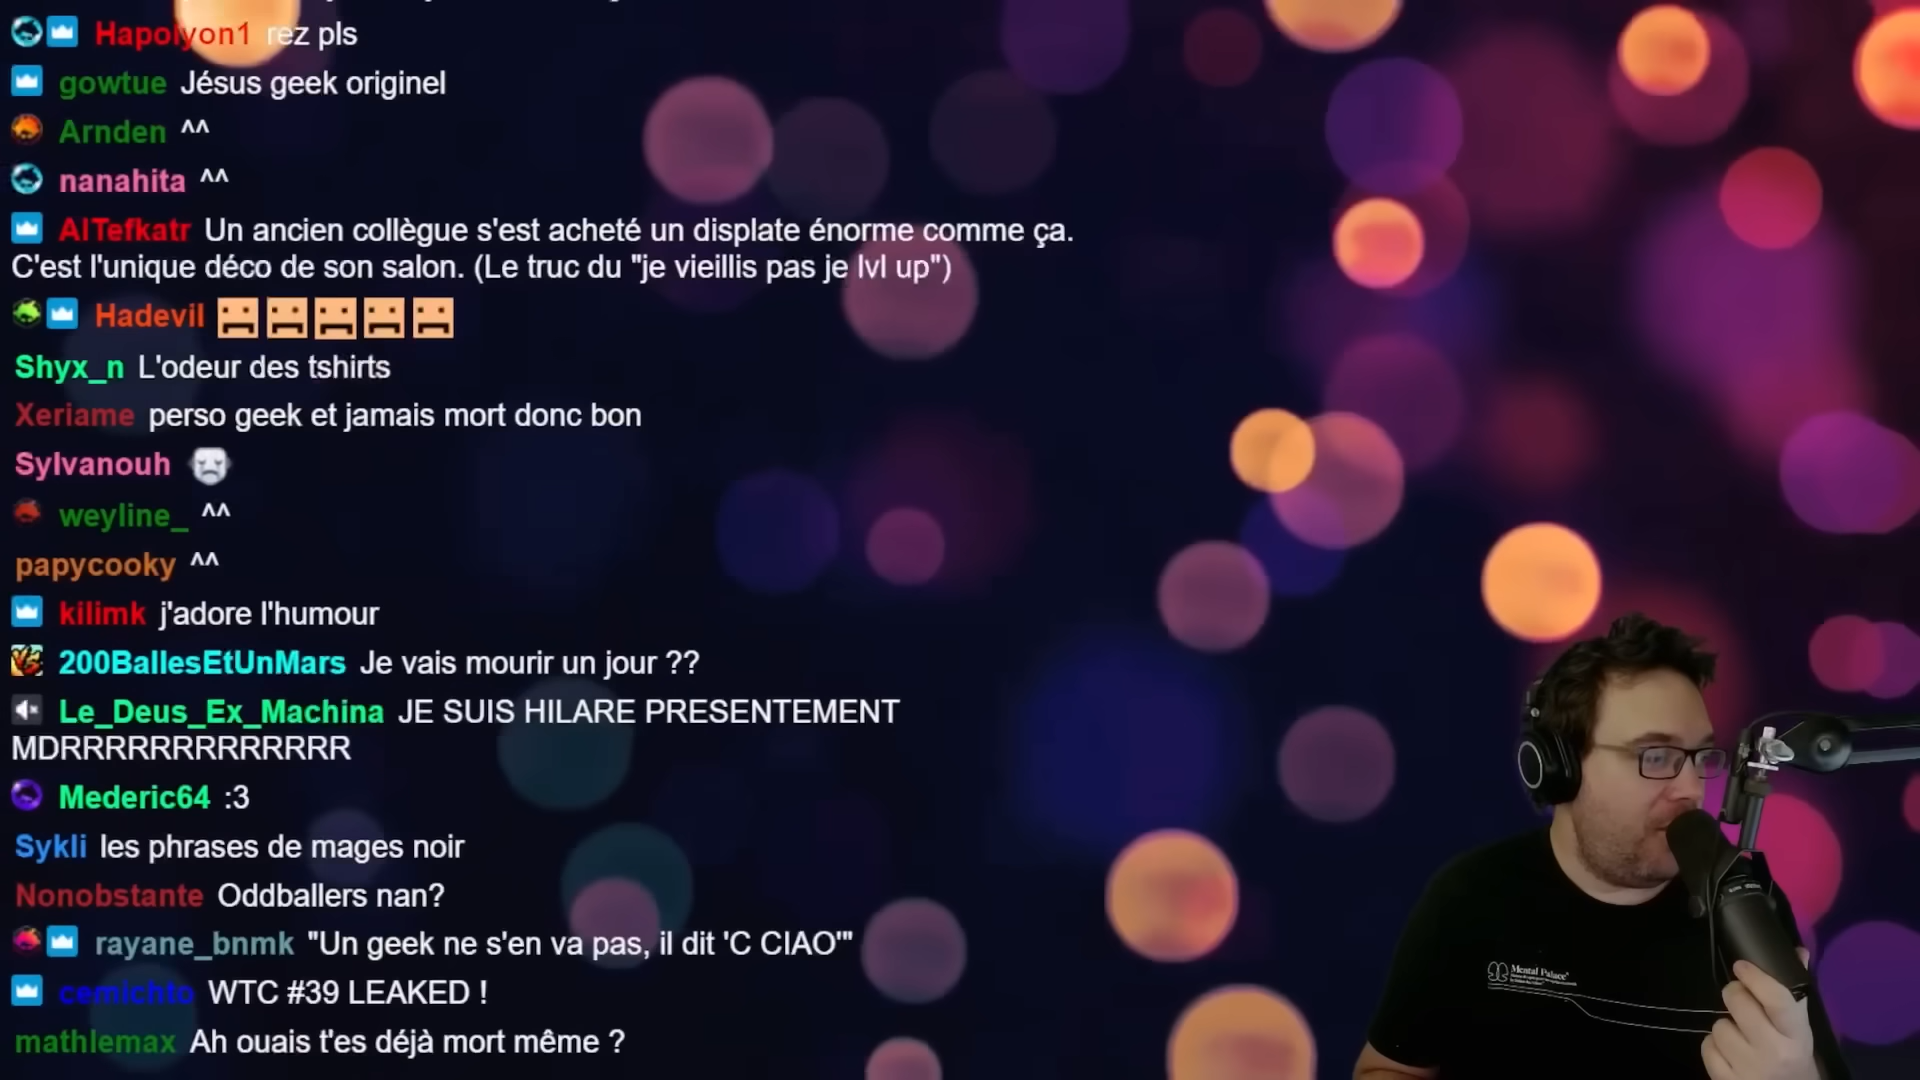 Hapolyon1 rez pls
gowtue Jésus geek originel
Arnden ^^
nanahita ^^
AlTefkatr Un ancien collègue s'est acheté un displate énorme comme ça.
C'est l'unique déco de son salon. (Le truc du "je vieillis pas je lvl up")
Hadevil
Shyx_n L'odeur des tshirts
Xeriame perso geek et jamais mort donc bon
Sylvanouh
weyline_ ^^
papycooky ^^
kilimk j'adore l'humour
200BallesEtUnMars Je vais mourir un jour ??
Le_Deus_Ex_Machina JE SUIS HILARE PRESENTEMENT
MDRRRRRRRRRRRRR
Mederic64 :3
Sykli les phrases de mages noir
Nonobstante Oddballers nan?
rayane_bnmk "Un geek ne s'en va pas, il dit 'C CIAO'"
cemichto WTC #39 LEAKED !
mathlemax Ah ouais t'es déjà mort même ?
Mental Palace